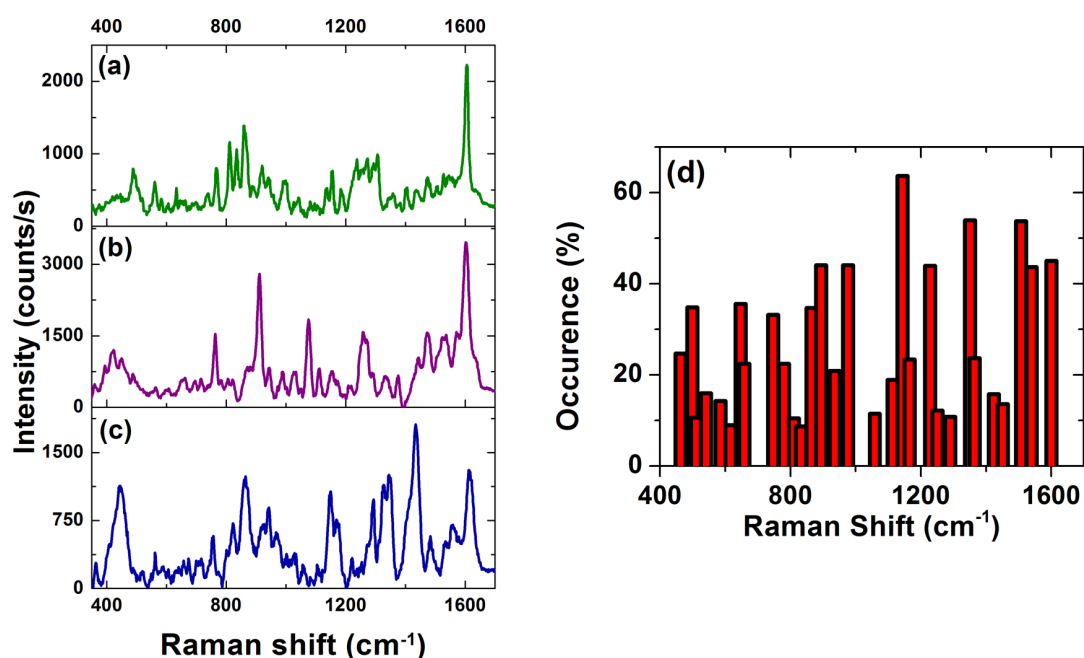 400 800 1200 1600
(a)
2000
1000
0
(b)
3000
1500
0
(c)
1500
750
0
400 800 1200 1600
Raman shift (cm-1)
Intensity (counts/s)
(d)
60
40
20
0
400 800 1200 1600
Raman Shift (cm-1)
Occurence (%)